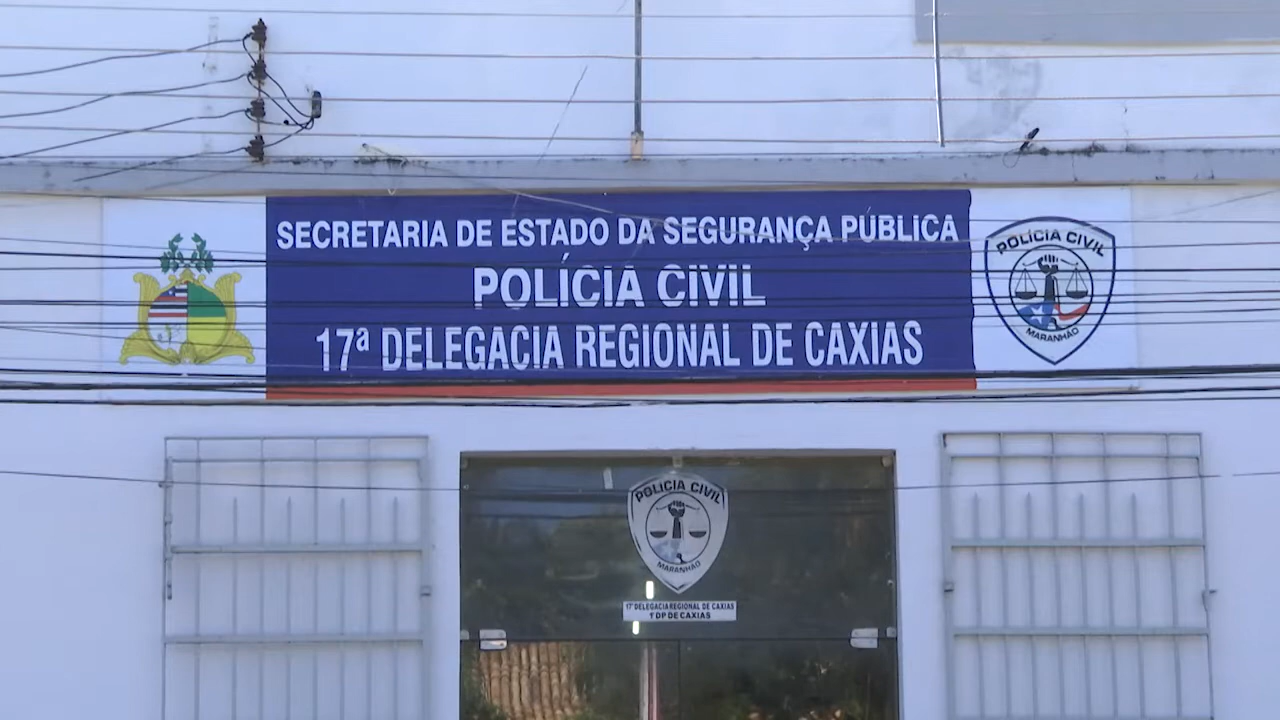 SECRETARIA DE ESTADO DA SEGURANÇA PÚBLICA
POLÍCIA CIVIL
17ª DELEGACIA REGIONAL DE CAXIAS
POLÍCIA CIVIL
MARANHÃO
POLÍCIA CIVIL
MARANHÃO
17ª DELEGACIA REGIONAL DE CAXIAS
1º DP DE CAXIAS